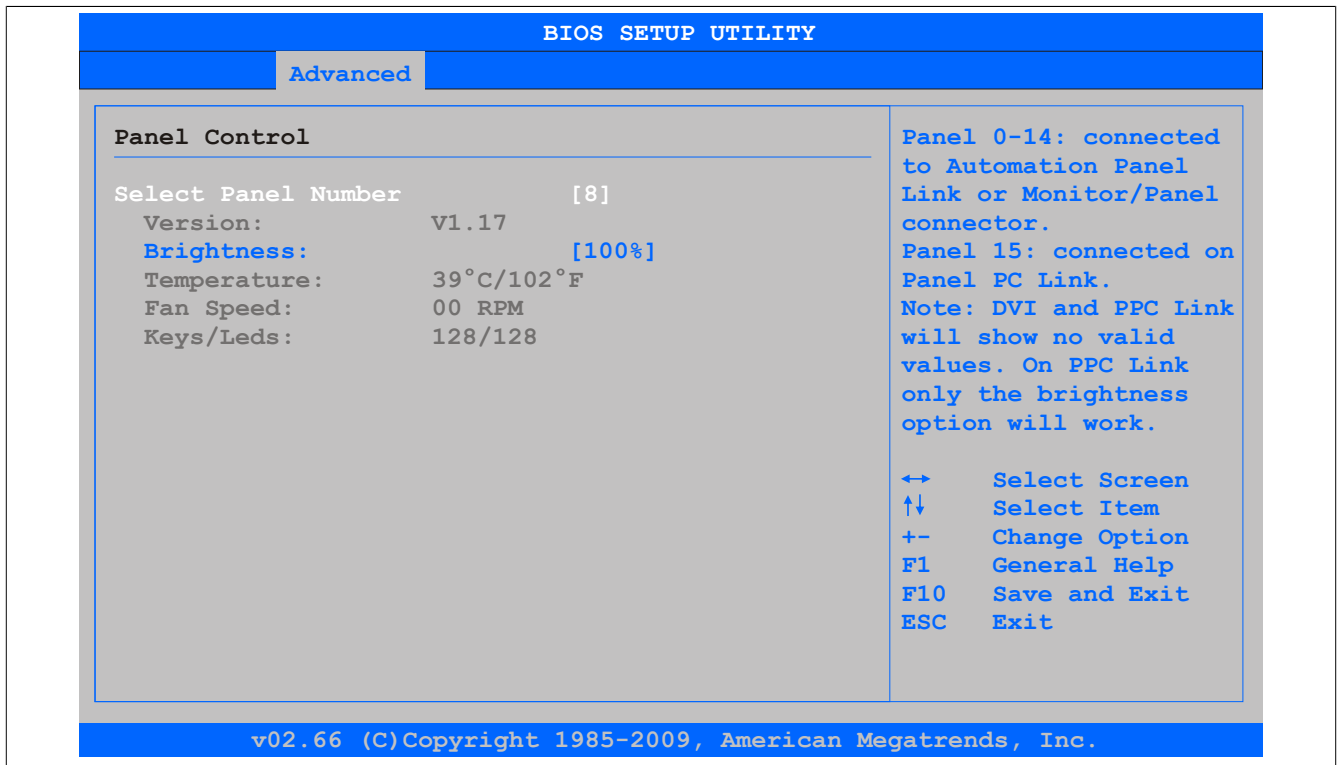 BIOS SETUP UTILITY
Advanced
Panel Control
Select Panel Number [8]
Version: V1.17
Brightness: [100%]
Temperature: 39°C/102°F
Fan Speed: 00 RPM
Keys/Leds: 128/128
Panel 0-14: connected
to Automation Panel
Link or Monitor/Panel
connector.
Panel 15: connected on
Panel PC Link.
Note: DVI and PPC Link
will show no valid
values. On PPC Link
only the brightness
option will work.
↔ Select Screen
↑↓ Select Item
+- Change Option
F1 General Help
F10 Save and Exit
ESC Exit
v02.66 (C)Copyright 1985-2009, American Megatrends, Inc.